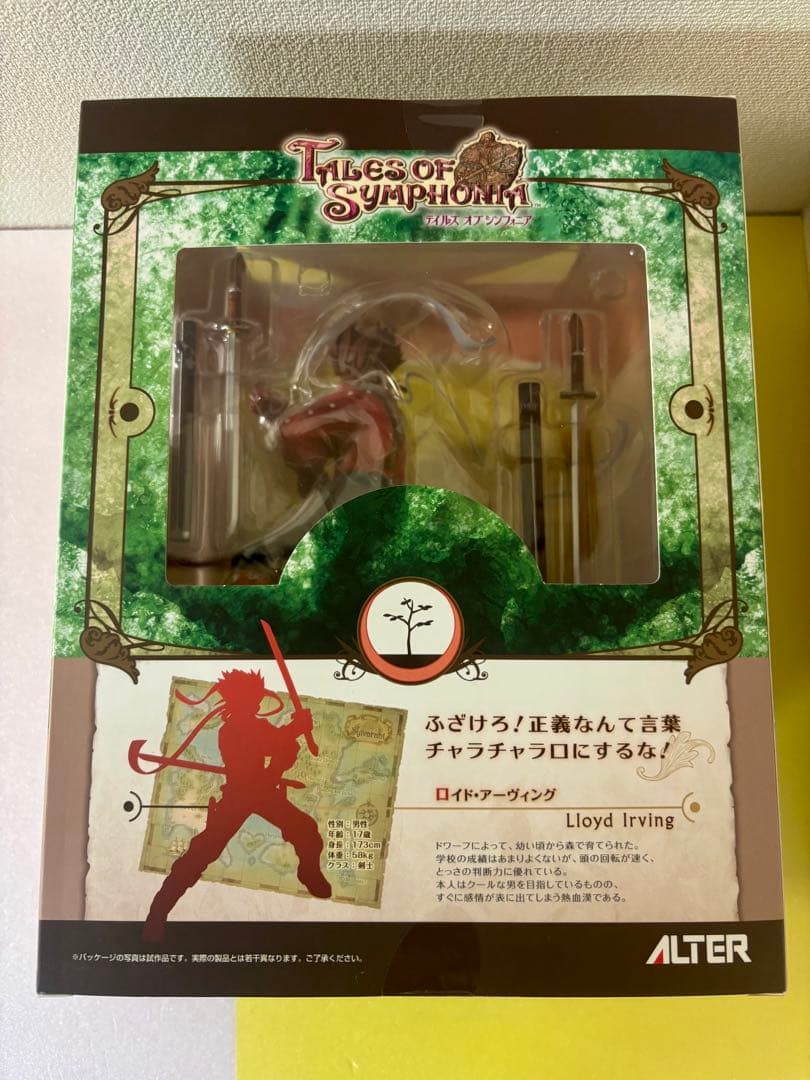 TALES OF
SYMPHONIA™
テイルズ オブ シンフォニア
Sylvarant
ふざけろ!正義なんて言葉
チャラチャラ口にするな!
ロイド・アーヴィング
Lloyd Irving
性別:男性
年齢:17歳
身長:173cm
体重:58kg
クラス:剣士
ドワーフによって、幼い頃から森で育てられた。
学校の成績はあまりよくないが、頭の回転が速く、
とっさの判断力に優れている。
本人はクールな男を目指しているものの、
すぐに感情が表に出てしまう熱血漢である。
※パッケージの写真は試作品です。実際の製品とは若干異なります。ご了承ください。
ALTER